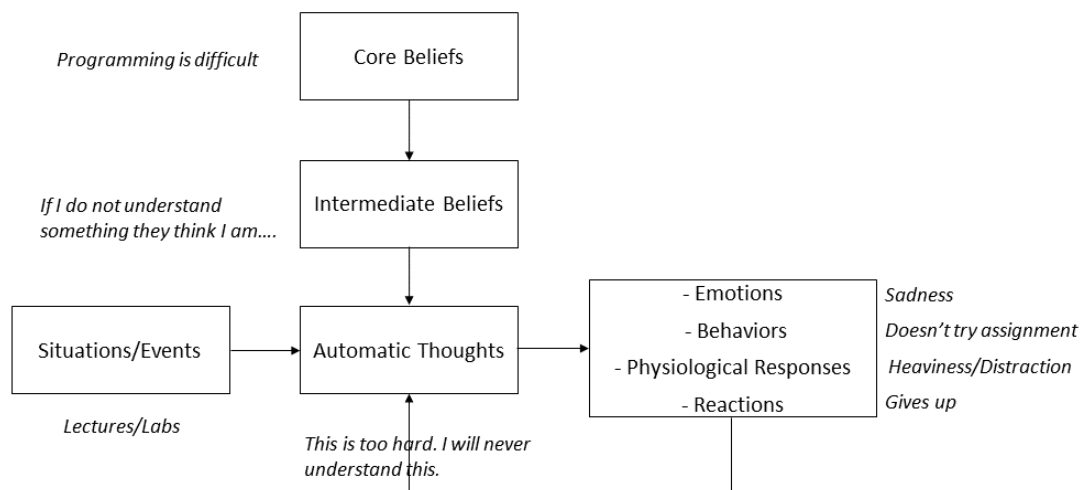 Programming is difficult
Core Beliefs
If I do not understand
something they think I am....
Intermediate Beliefs
Situations/Events
Automatic Thoughts
- Emotions
Sadness
- Behaviors
Doesn't try assignment
- Physiological Responses
Heaviness/Distraction
- Reactions
Gives up
Lectures/Labs
This is too hard. I will never
understand this.